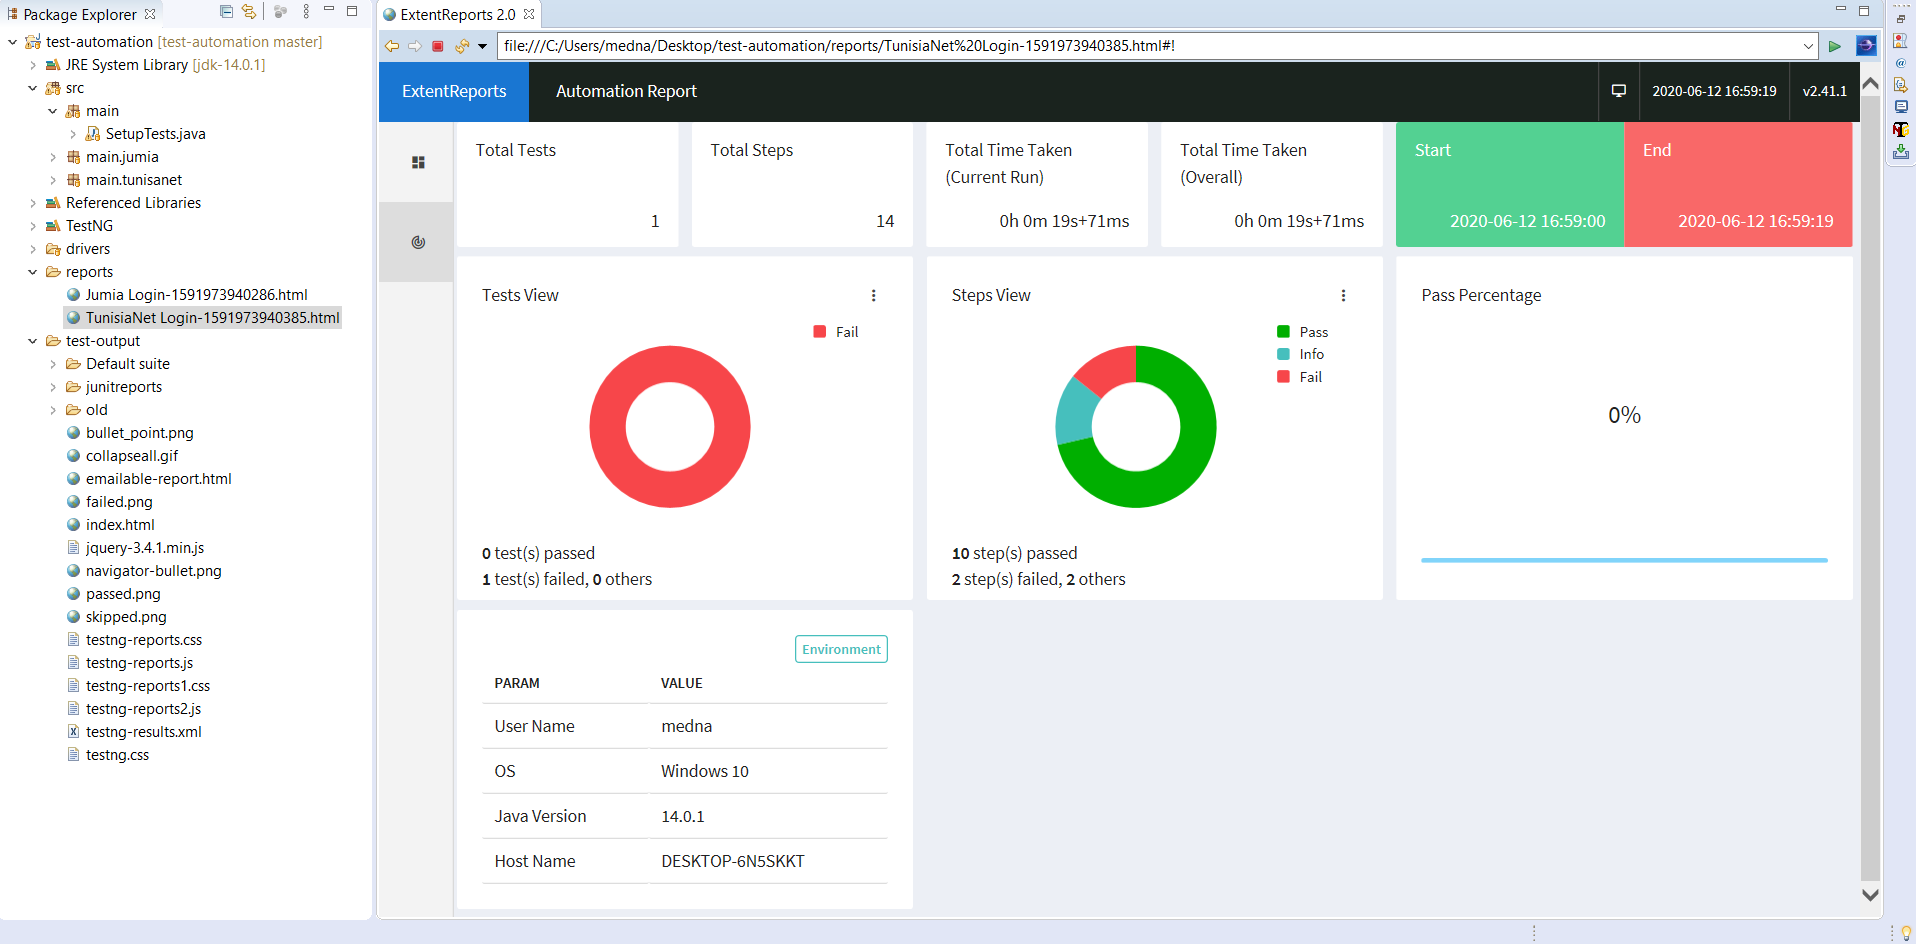 Package Explorer
test-automation [test-automation master]
JRE System Library [jdk-14.0.1]
src
main
SetupTests.java
main.jumia
main.tunisanet
Referenced Libraries
TestNG
drivers
reports
Jumia Login-1591973940286.html
TunisiaNet Login-1591973940385.html
test-output
Default suite
junitreports
old
bullet_point.png
collapseall.gif
emailable-report.html
failed.png
index.html
jquery-3.4.1.min.js
navigator-bullet.png
passed.png
skipped.png
testng-reports.css
testng-reports.js
testng-reports1.css
testng-reports2.js
testng-results.xml
testng.css
ExtentReports 2.0
file:///C:/Users/medna/Desktop/test-automation/reports/TunisiaNet%20Login-1591973940385.html#!
ExtentReports Automation Report 2020-06-12 16:59:19 v2.41.1
Total Tests
1
Total Steps
14
Total Time Taken
(Current Run)
0h 0m 19s+71ms
Total Time Taken
(Overall)
0h 0m 19s+71ms
Start
2020-06-12 16:59:00
End
2020-06-12 16:59:19
Tests View
Fail
0 test(s) passed
1 test(s) failed, 0 others
Steps View
Pass
Info
Fail
10 step(s) passed
2 step(s) failed, 2 others
Pass Percentage
0%
Environment
PARAM VALUE
User Name medna
OS Windows 10
Java Version 14.0.1
Host Name DESKTOP-6N5SKKT